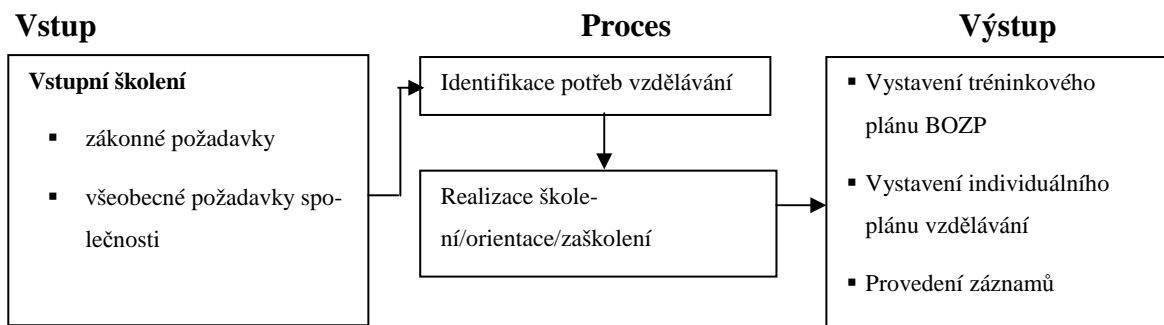 Vstup
Proces
Výstup
Vstupní školení
▪ zákonné požadavky
▪ všeobecné požadavky spo-
lečnosti
Identifikace potřeb vzdělávání
Realizace škole-
ní/orientace/zaškolení
▪ Vystavení tréninkového
plánu BOZP
▪ Vystavení individuálního
plánu vzdělávání
▪ Provedení záznamů